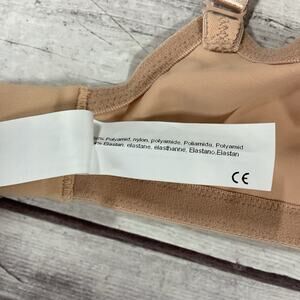 Polyamid, nylon, polyamide, Poliamida, Polyamid
Elastan, elastane, elasthanne, Elastano, Elastan
CE